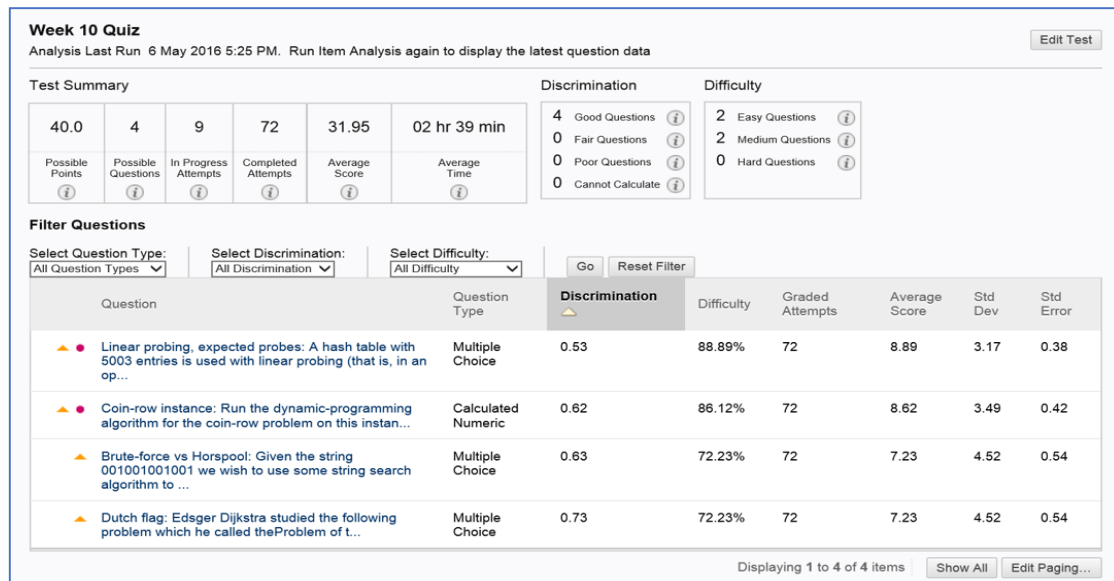 Week 10 Quiz
Analysis Last Run 6 May 2016 5:25 PM. Run Item Analysis again to display the latest question data
Edit Test
Test Summary
Discrimination
Difficulty
40.0 4 9 72 31.95 02 hr 39 min
Possible Points
Possible Questions
In Progress Attempts
Completed Attempts
Average Score
Average Time
4 Good Questions
0 Fair Questions
0 Poor Questions
0 Cannot Calculate
2 Easy Questions
2 Medium Questions
0 Hard Questions
Filter Questions
Select Question Type: Select Discrimination: Select Difficulty:
All Question Types All Discrimination All Difficulty Go Reset Filter
Question
Question Type
Discrimination
Difficulty
Graded Attempts
Average Score
Std Dev
Std Error
Linear probing, expected probes: A hash table with
5003 entries is used with linear probing (that is, in an
op...
Multiple Choice
0.53 88.89% 72 8.89 3.17 0.38
Coin-row instance: Run the dynamic-programming
algorithm for the coin-row problem on this instan...
Calculated Numeric
0.62 86.12% 72 8.62 3.49 0.42
Brute-force vs Horspool: Given the string
001001001001 we wish to use some string search
algorithm to ...
Multiple Choice
0.63 72.23% 72 7.23 4.52 0.54
Dutch flag: Edsger Dijkstra studied the following
problem which he called theProblem of t...
Multiple Choice
0.73 72.23% 72 7.23 4.52 0.54
Displaying 1 to 4 of 4 items Show All Edit Paging...